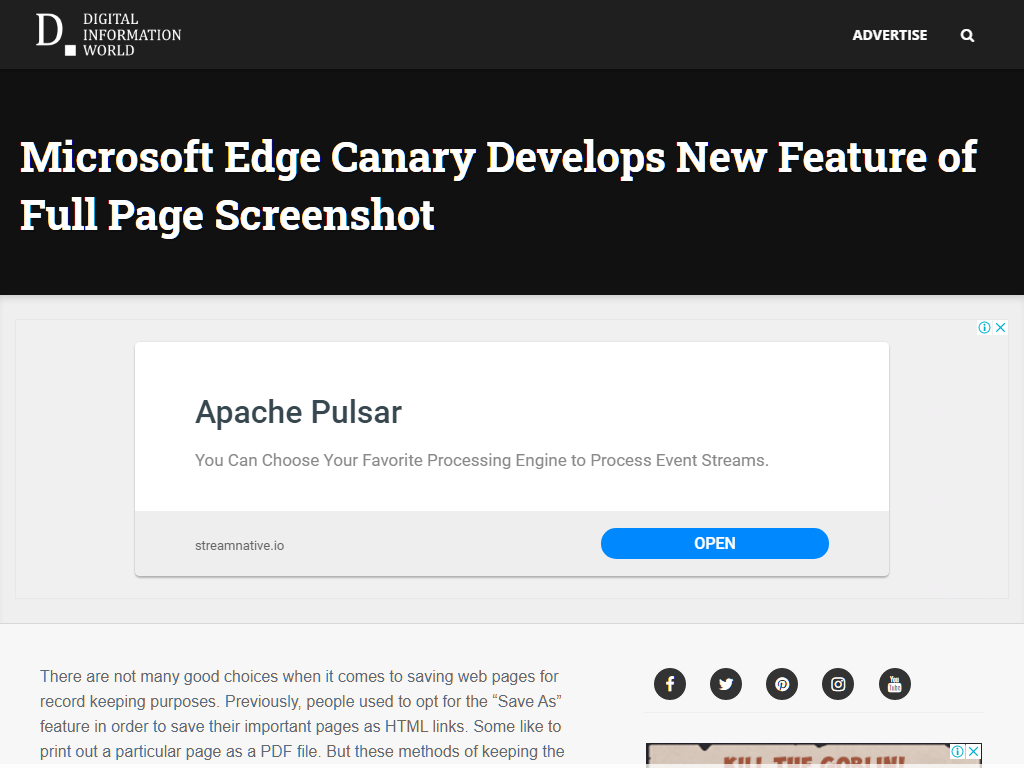 DIGITAL
INFORMATION
WORLD
D.
ADVERTISE
Microsoft Edge Canary Develops New Feature of
Full Page Screenshot
Apache Pulsar
You Can Choose Your Favorite Processing Engine to Process Event Streams.
streamnative.io
OPEN
There are not many good choices when it comes to saving web pages for
record keeping purposes. Previously, people used to opt for the “Save As”
feature in order to save their important pages as HTML links. Some like to
print out a particular page as a PDF file. But these methods of keeping the
You
Tube
KILL THE GOBLIN!